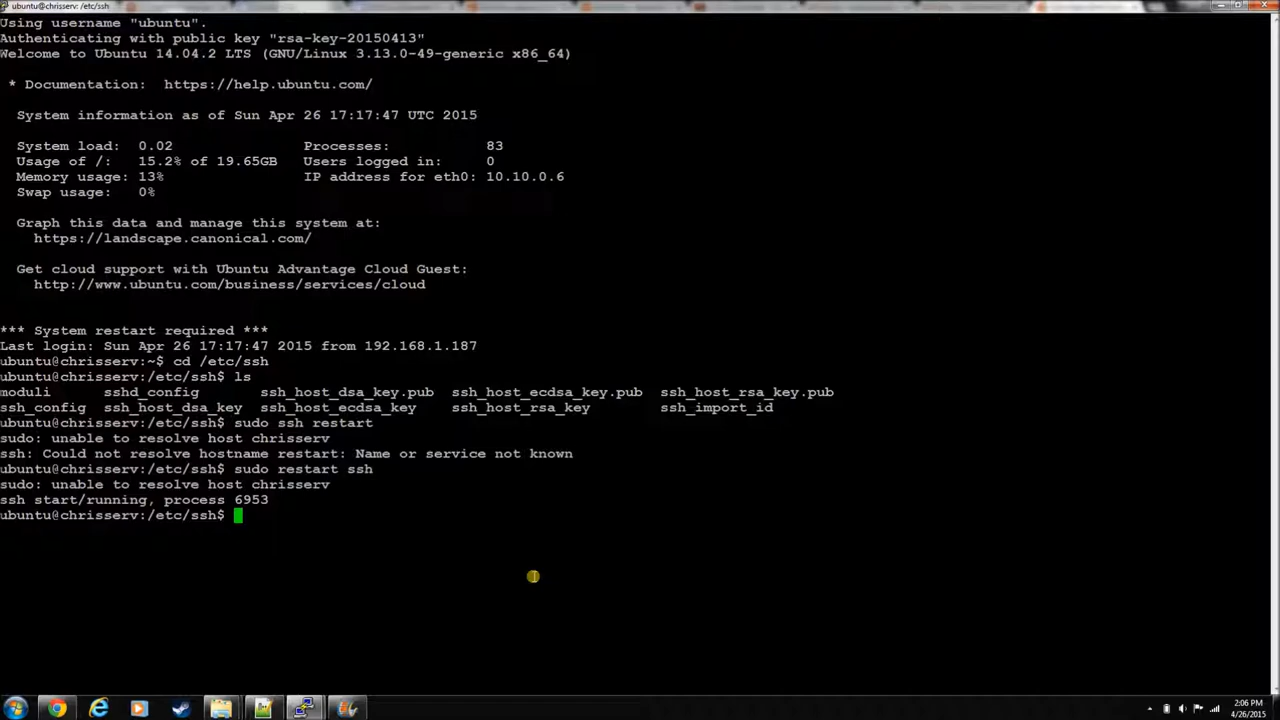 ubuntu@chrisserv: /etc/ssh
Using username "ubuntu".
Authenticating with public key "rsa-key-20150413"
Welcome to Ubuntu 14.04.2 LTS (GNU/Linux 3.13.0-49-generic x86_64)
* Documentation:  https://help.ubuntu.com/
System information as of Sun Apr 26 17:17:47 UTC 2015
System load:  0.02              Processes:           83
Usage of /:   15.2% of 19.65GB   Users logged in:     0
Memory usage: 13%               IP address for eth0: 10.10.0.6
Swap usage:   0%
Graph this data and manage this system at:
https://landscape.canonical.com/
Get cloud support with Ubuntu Advantage Cloud Guest:
http://www.ubuntu.com/business/services/cloud
*** System restart required ***
Last login: Sun Apr 26 17:17:47 2015 from 192.168.1.187
ubuntu@chrisserv:~$ cd /etc/ssh
ubuntu@chrisserv:/etc/ssh$ ls
moduli      sshd_config       ssh_host_dsa_key.pub  ssh_host_ecdsa_key.pub  ssh_host_rsa_key.pub
ssh_config  ssh_host_dsa_key  ssh_host_ecdsa_key    ssh_host_rsa_key        ssh_import_id
ubuntu@chrisserv:/etc/ssh$ sudo ssh restart
sudo: unable to resolve host chrisserv
ssh: Could not resolve hostname restart: Name or service not known
ubuntu@chrisserv:/etc/ssh$ sudo restart ssh
sudo: unable to resolve host chrisserv
ssh start/running, process 6953
ubuntu@chrisserv:/etc/ssh$
2:06 PM
4/26/2015